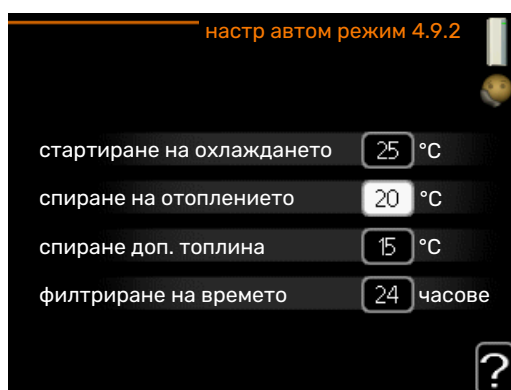 настр автом режим 4.9.2
стартиране на охлаждането 25 °C
спиране на отоплението 20 °C
спиране доп. топлина 15 °C
филтриране на времето 24 часове
?